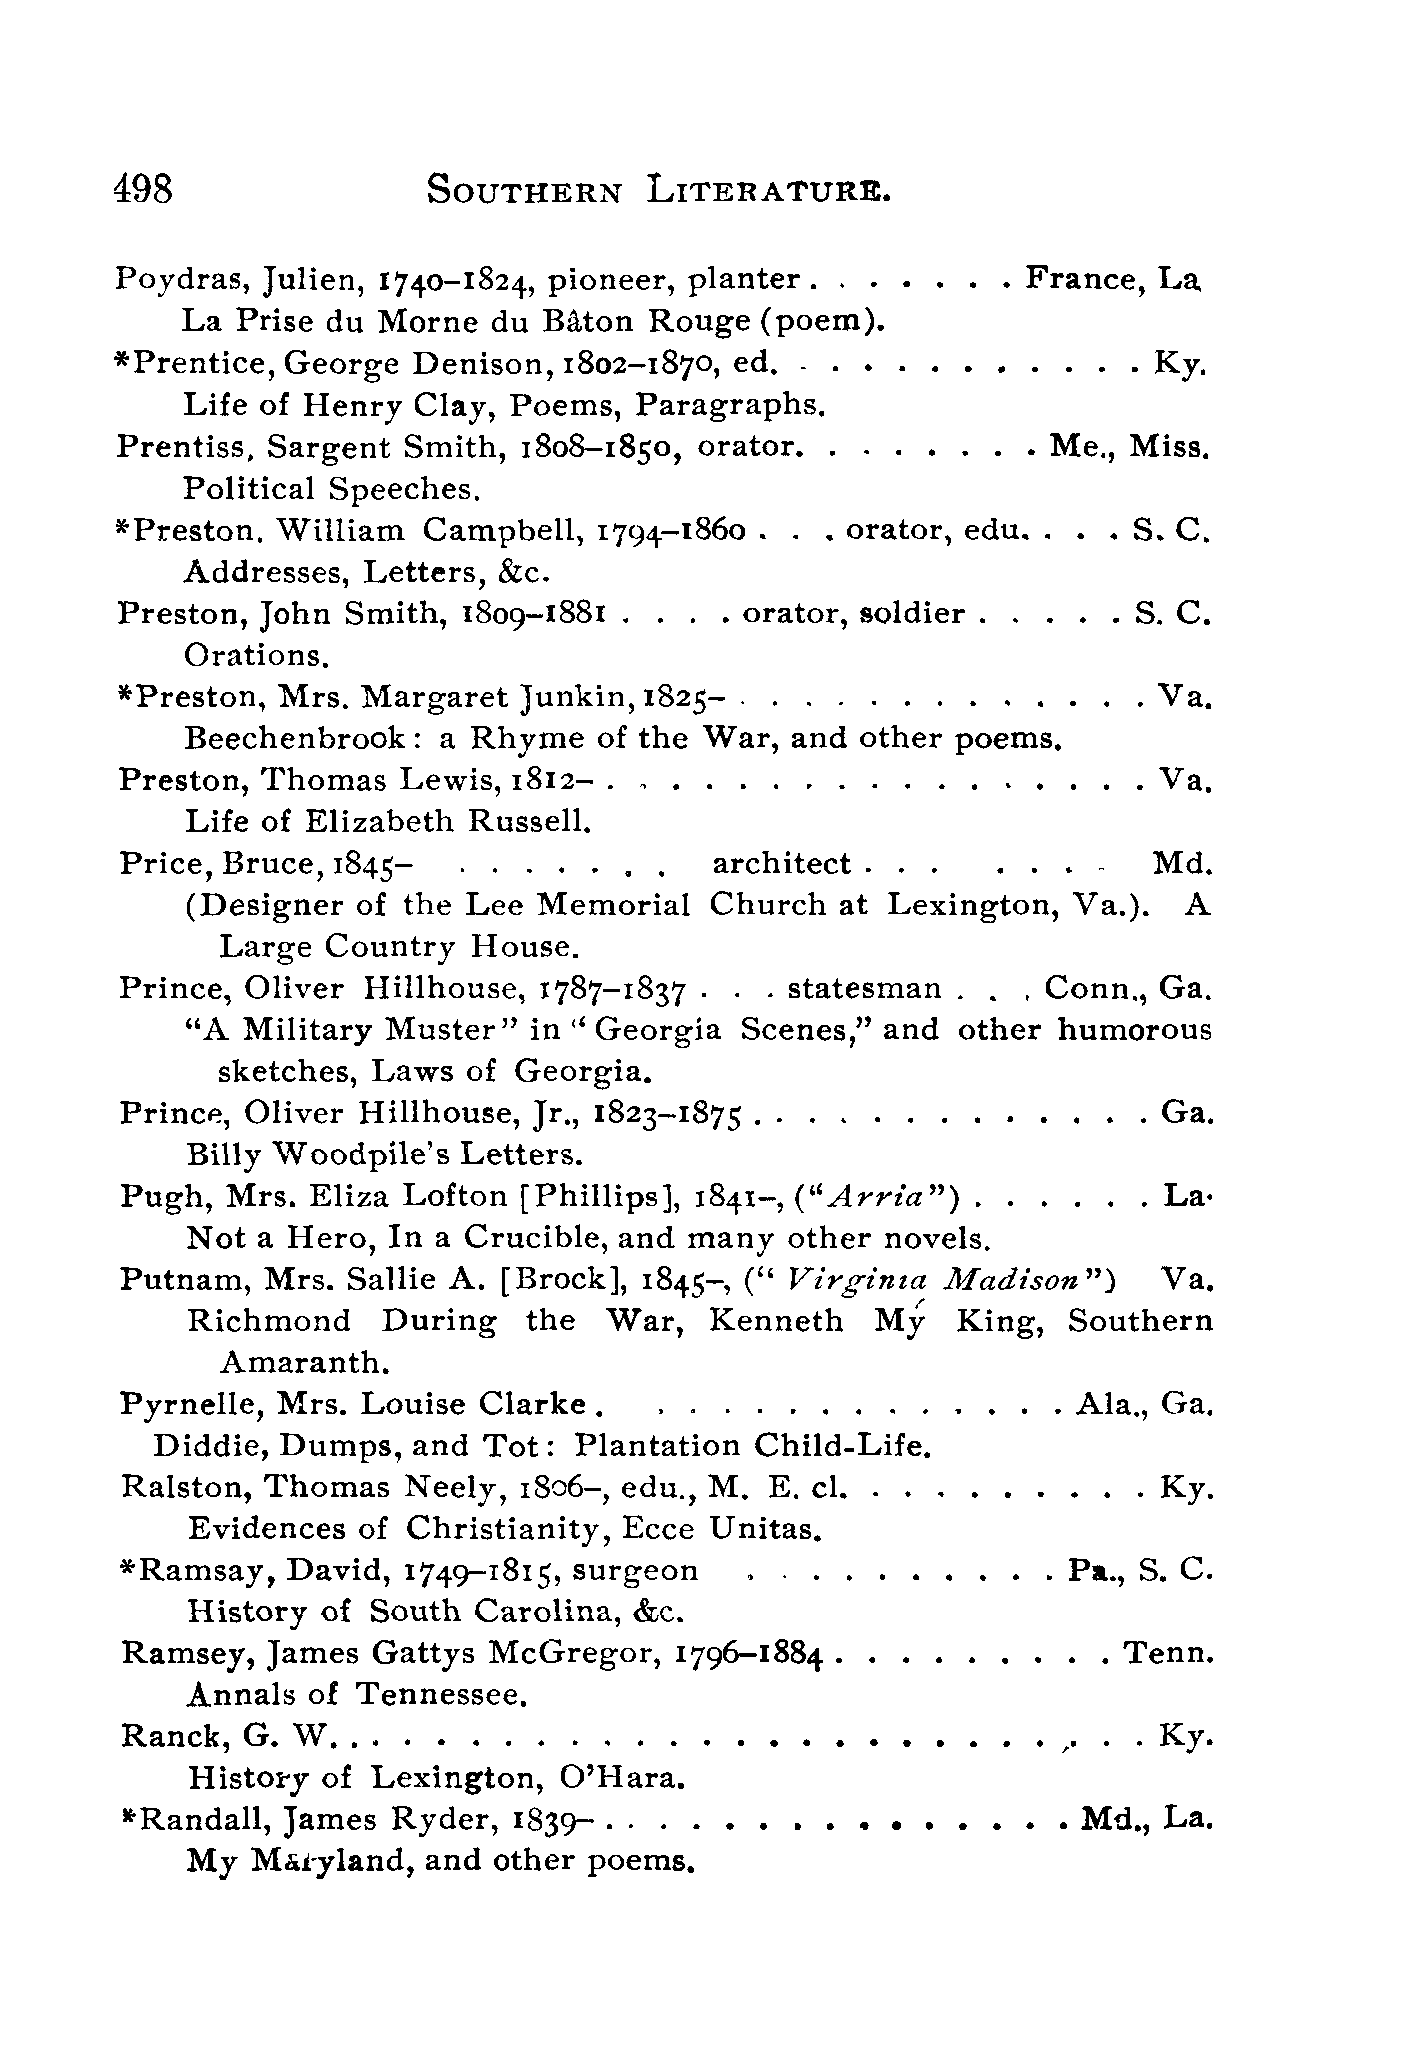 498 Southern Literature.
Poydras, Julien, 1740–1824, pioneer, planter . . . . . . . France, La
La Prise du Morne du Bâton Rouge (poem).
*Prentice, George Denison, 1802–1870, ed. . . . . . . . . . . . Ky.
Life of Henry Clay, Poems, Paragraphs.
Prentiss, Sargent Smith, 1808–1850, orator. . . . . . . . Me., Miss.
Political Speeches.
*Preston, William Campbell, 1794–1860 . . . orator, edu. . . . S. C.
Addresses, Letters, &c.
Preston, John Smith, 1809–1881 . . . . orator, soldier . . . . . S. C.
Orations.
*Preston, Mrs. Margaret Junkin, 1825– . . . . . . . . . . . . . Va.
Beechenbrook: a Rhyme of the War, and other poems.
Preston, Thomas Lewis, 1812– . . . . . . . . . . . . . . . . . Va.
Life of Elizabeth Russell.
Price, Bruce, 1845– . . . . . . . architect . . . . . . . Md.
(Designer of the Lee Memorial Church at Lexington, Va.). A
Large Country House.
Prince, Oliver Hillhouse, 1787–1837 . . . statesman . . . Conn., Ga.
"A Military Muster" in "Georgia Scenes," and other humorous
sketches, Laws of Georgia.
Prince, Oliver Hillhouse, Jr., 1823–1875 . . . . . . . . . . . . . Ga.
Billy Woodpile's Letters.
Pugh, Mrs. Eliza Lofton [Phillips], 1841–, ("Arria") . . . . . . La.
Not a Hero, In a Crucible, and many other novels.
Putnam, Mrs. Sallie A. [Brock], 1845–, ("Virginia Madison") Va.
Richmond During the War, Kenneth My King, Southern
Amaranth.
Pyrnelle, Mrs. Louise Clarke . . . . . . . . . . . . . . Ala., Ga.
Diddie, Dumps, and Tot: Plantation Child-Life.
Ralston, Thomas Neely, 1806–, edu., M. E. cl. . . . . . . . . . Ky.
Evidences of Christianity, Ecce Unitas.
*Ramsay, David, 1749–1815, surgeon . . . . . . . . . . Pa., S. C.
History of South Carolina, &c.
Ramsey, James Gattys McGregor, 1796–1884 . . . . . . . . . Tenn.
Annals of Tennessee.
Ranck, G. W. . . . . . . . . . . . . . . . . . . . . . . . . . Ky.
History of Lexington, O'Hara.
*Randall, James Ryder, 1839– . . . . . . . . . . . . . . . Md., La.
My Maryland, and other poems.